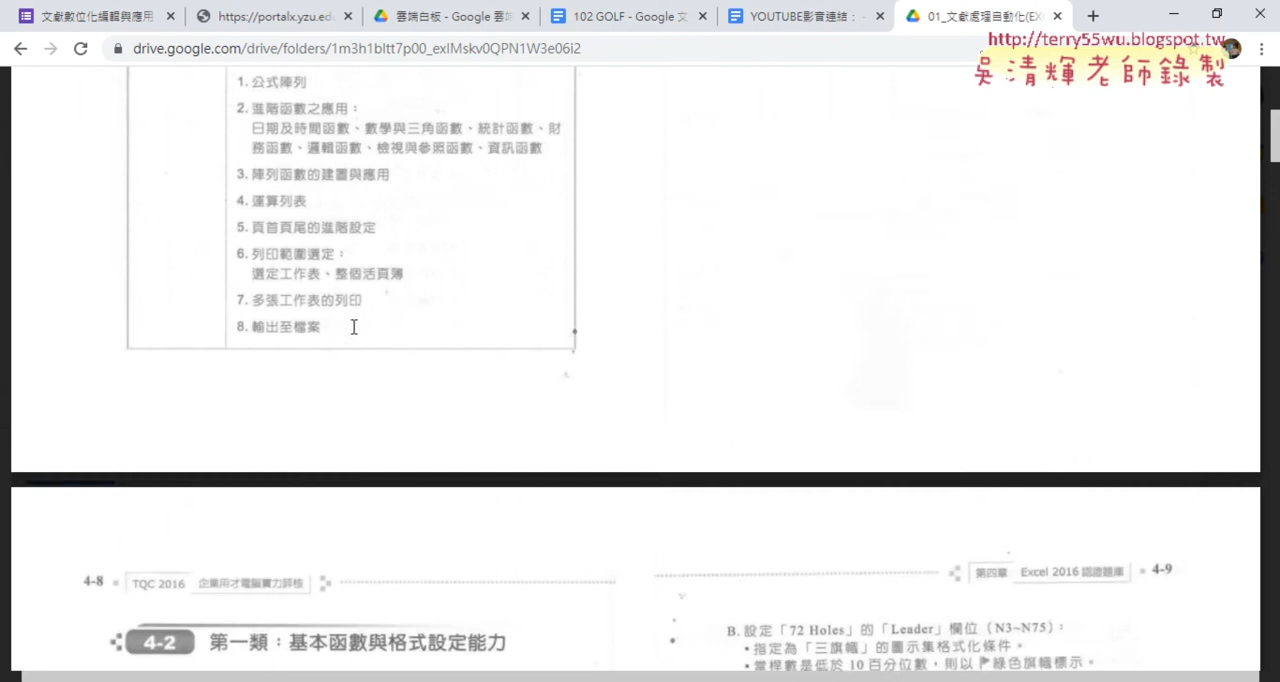 文獻數位化編輯與應用
https://portalx.yzu.ed
雲端白板 - Google 雲
102 GOLF - Google 文
YOUTUBE影音連結： -
01_文獻處理自動化(EX
drive.google.com/drive/folders/1m3h1bltt7p00_exlMskv0QPN1W3e06i2
http://terry55wu.blogspot.tw
吳清輝老師錄製
1. 公式陣列
2. 進階函數之應用：
日期及時間函數、數學與三角函數、統計函數、財
務函數、邏輯函數、檢視與參照函數、資訊函數
3. 陣列函數的建置與應用
4. 運算列表
5. 頁首頁尾的進階設定
6. 列印範圍選定：
選定工作表、整個活頁簿
7. 多張工作表的列印
8. 輸出至檔案
4-8 TQC 2016 企業用才電腦實力評核
4-2 第一類：基本函數與格式設定能力
第四章 Excel 2016 認證題庫 4-9
B. 設定「72 Holes」的「Leader」欄位（N3~N75）：
•指定為「三旗幟」的圖示集格式化條件。
•當桿數是低於 10 百分位數，則以綠色旗幟標示。